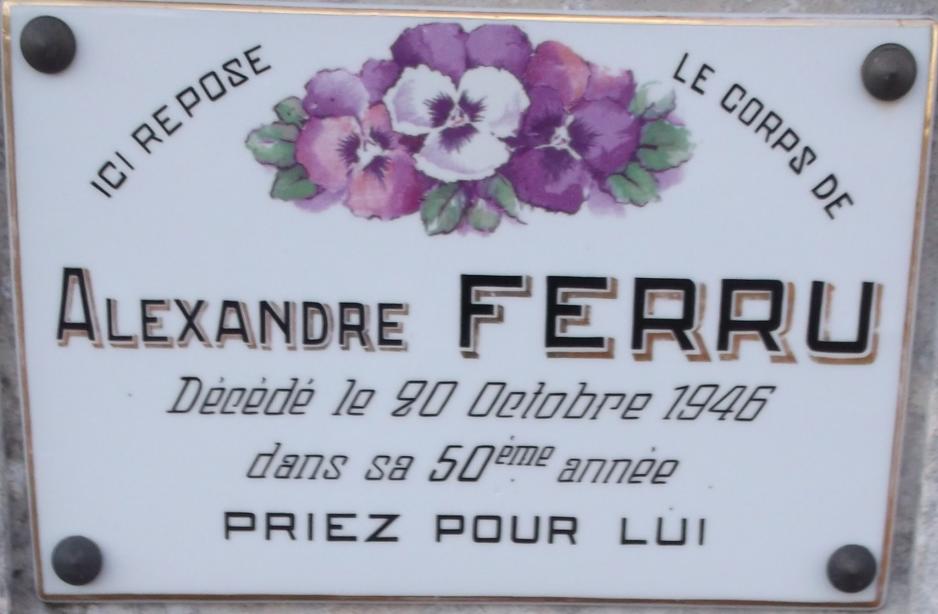 ICI REPOSE
LE CORPS DE
ALEXANDRE FERRU
Décédé le 20 Octobre 1946
dans sa 50ème année
PRIEZ POUR LUI